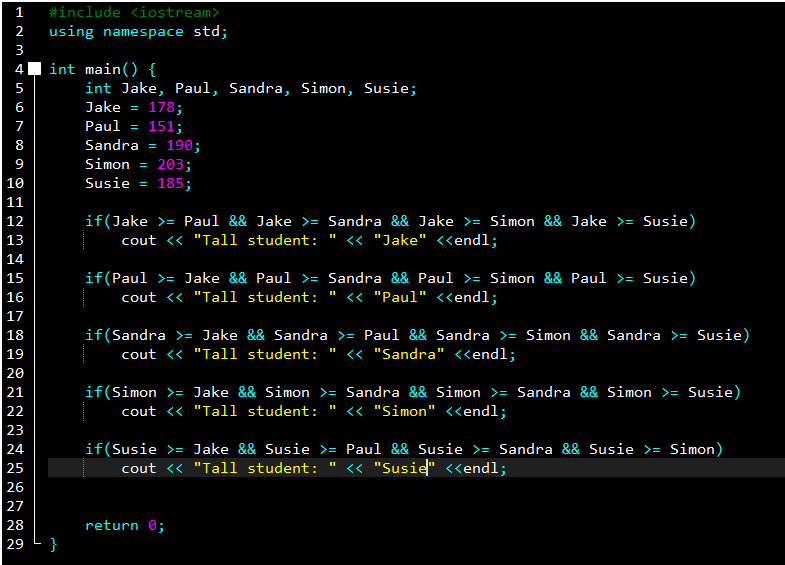 1 #include <iostream>
2 using namespace std;
3
4 int main() {
5 int Jake, Paul, Sandra, Simon, Susie;
6 Jake = 178;
7 Paul = 151;
8 Sandra = 190;
9 Simon = 203;
10 Susie = 185;
11
12 if(Jake >= Paul && Jake >= Sandra && Jake >= Simon && Jake >= Susie)
13 cout << "Tall student: " << "Jake" <<endl;
14
15 if(Paul >= Jake && Paul >= Sandra && Paul >= Simon && Paul >= Susie)
16 cout << "Tall student: " << "Paul" <<endl;
17
18 if(Sandra >= Jake && Sandra >= Paul && Sandra >= Simon && Sandra >= Susie)
19 cout << "Tall student: " << "Sandra" <<endl;
20
21 if(Simon >= Jake && Simon >= Sandra && Simon >= Sandra && Simon >= Susie)
22 cout << "Tall student: " << "Simon" <<endl;
23
24 if(Susie >= Jake && Susie >= Paul && Susie >= Sandra && Susie >= Simon)
25 cout << "Tall student: " << "Susie" <<endl;
26
27
28 return 0;
29 }